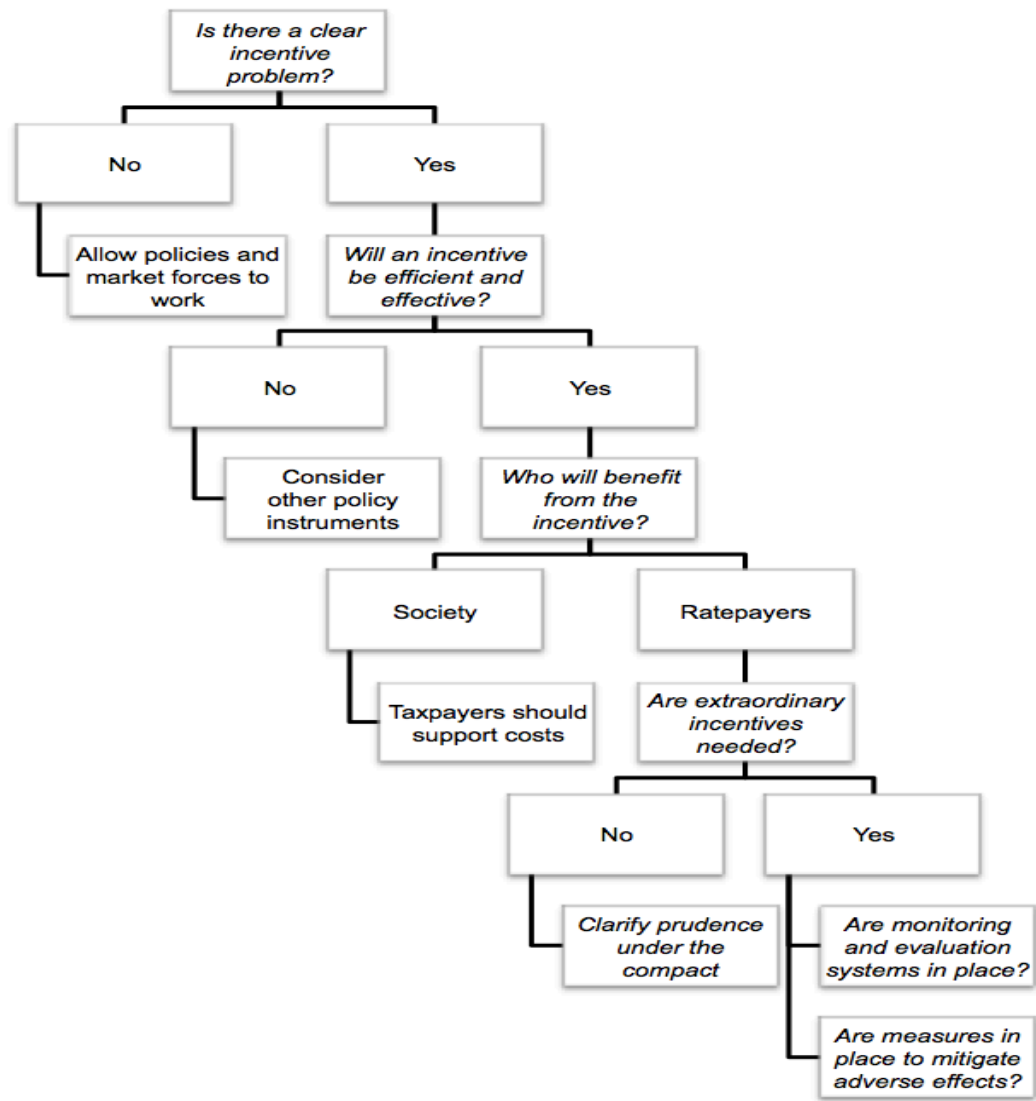 Is there a clear
incentive
problem?
No
Yes
Allow policies and
market forces to
work
Will an incentive
be efficient and
effective?
No
Yes
Consider
other policy
instruments
Who will benefit
from the
incentive?
Society
Ratepayers
Taxpayers should
support costs
Are extraordinary
incentives
needed?
No
Yes
Clarify prudence
under the
compact
Are monitoring
and evaluation
systems in place?
Are measures in
place to mitigate
adverse effects?